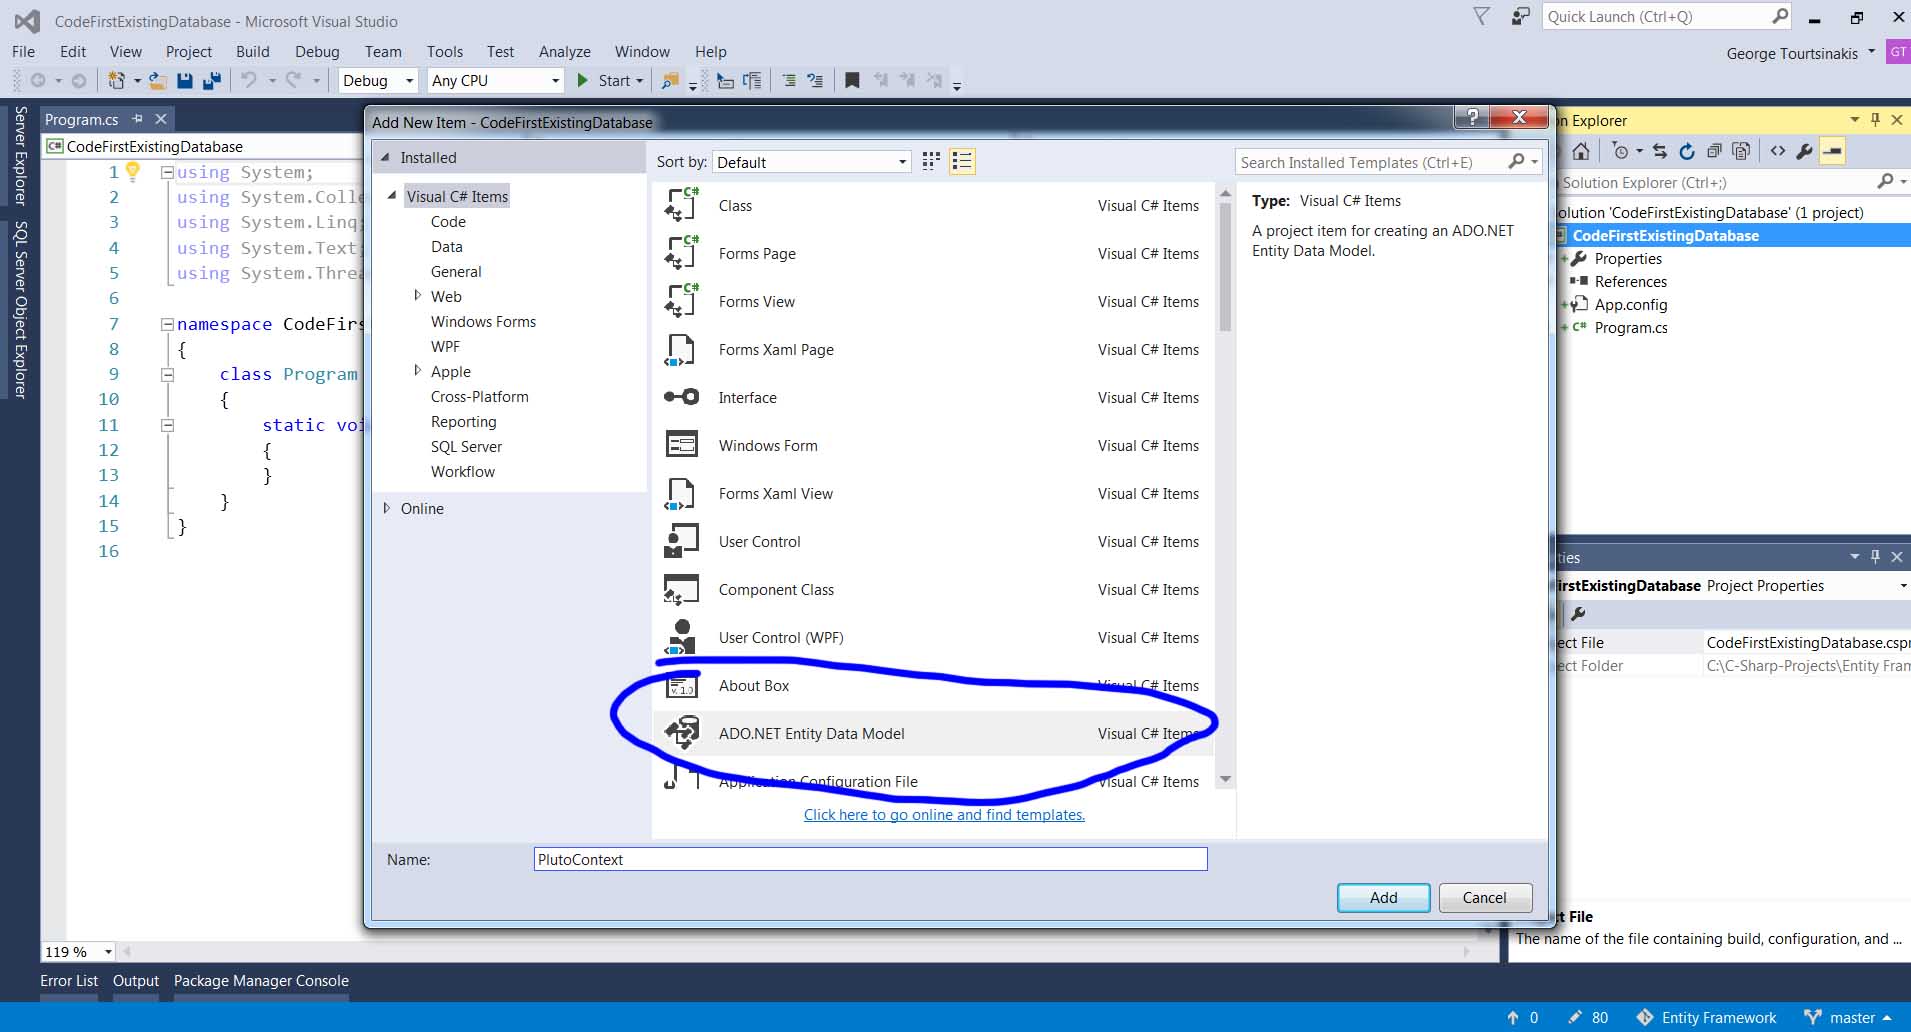 CodeFirstExistingDatabase - Microsoft Visual Studio
Quick Launch (Ctrl+Q)
File Edit View Project Build Debug Team Tools Test Analyze Window Help
George Tourtsinakis GT
Debug Any CPU Start
Server Explorer
SQL Server Object Explorer
Program.cs
C# CodeFirstExistingDatabase
1 using System;
2 using System.Colle
3 using System.Linq;
4 using System.Text;
5 using System.Threa
6
7 namespace CodeFirs
8 {
9 class Program
10 {
11 static voi
12 {
13 }
14 }
15 }
16
119 %
Add New Item - CodeFirstExistingDatabase
Installed
Visual C# Items
Code
Data
General
Web
Windows Forms
WPF
Apple
Cross-Platform
Reporting
SQL Server
Workflow
Online
Sort by: Default
Search Installed Templates (Ctrl+E)
Class Visual C# Items
Forms Page Visual C# Items
Forms View Visual C# Items
Forms Xaml Page Visual C# Items
Interface Visual C# Items
Windows Form Visual C# Items
Forms Xaml View Visual C# Items
User Control Visual C# Items
Component Class Visual C# Items
User Control (WPF) Visual C# Items
About Box Visual C# Items
ADO.NET Entity Data Model Visual C# Items
Application Configuration File Visual C# Items
Click here to go online and find templates.
Type: Visual C# Items
A project item for creating an ADO.NET
Entity Data Model.
Name: PlutoContext
Add Cancel
on Explorer
Solution Explorer (Ctrl+;)
olution 'CodeFirstExistingDatabase' (1 project)
CodeFirstExistingDatabase
Properties
References
App.config
C# Program.cs
ties
irstExistingDatabase Project Properties
ect File CodeFirstExistingDatabase.cspr
ect Folder C:\C-Sharp-Projects\Entity Fram
ct File
The name of the file containing build, configuration, and ...
Error List Output Package Manager Console
0 80 Entity Framework master